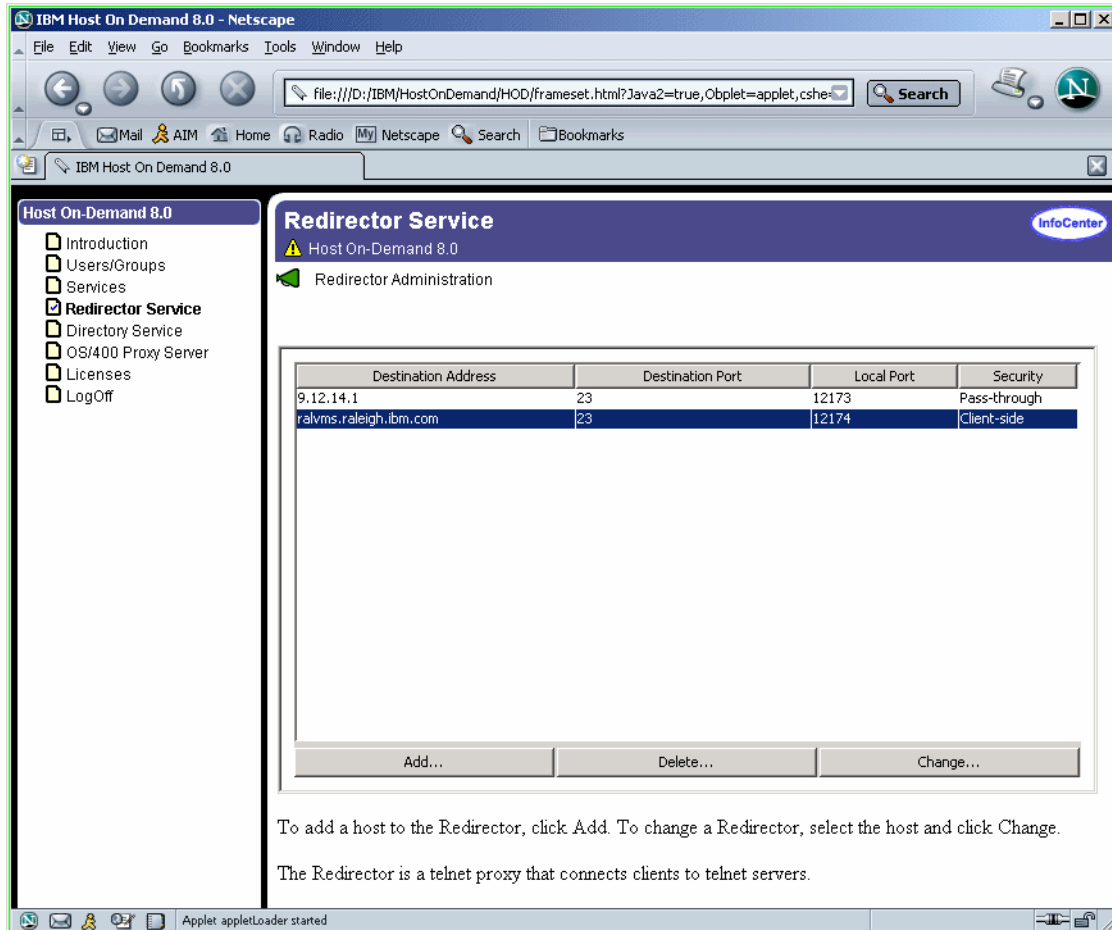 IBM Host On Demand 8.0 - Netscape
File Edit View Go Bookmarks Tools Window Help
file:///D:/IBM/HostOnDemand/HOD/frameset.html?Java2=true,Obplet=applet,cshe Search N
Mail AIM Home Radio My Netscape Search Bookmarks
IBM Host On Demand 8.0
Host On-Demand 8.0
Introduction
Users/Groups
Services
Redirector Service
Directory Service
OS/400 Proxy Server
Licenses
LogOff
Redirector Service
InfoCenter
Host On-Demand 8.0
Redirector Administration
Destination Address Destination Port Local Port Security
9.12.14.1 23 12173 Pass-through
ralvms.raleigh.ibm.com 23 12174 Client-side
Add... Delete... Change...
To add a host to the Redirector, click Add. To change a Redirector, select the host and click Change.
The Redirector is a telnet proxy that connects clients to telnet servers.
Applet appletLoader started